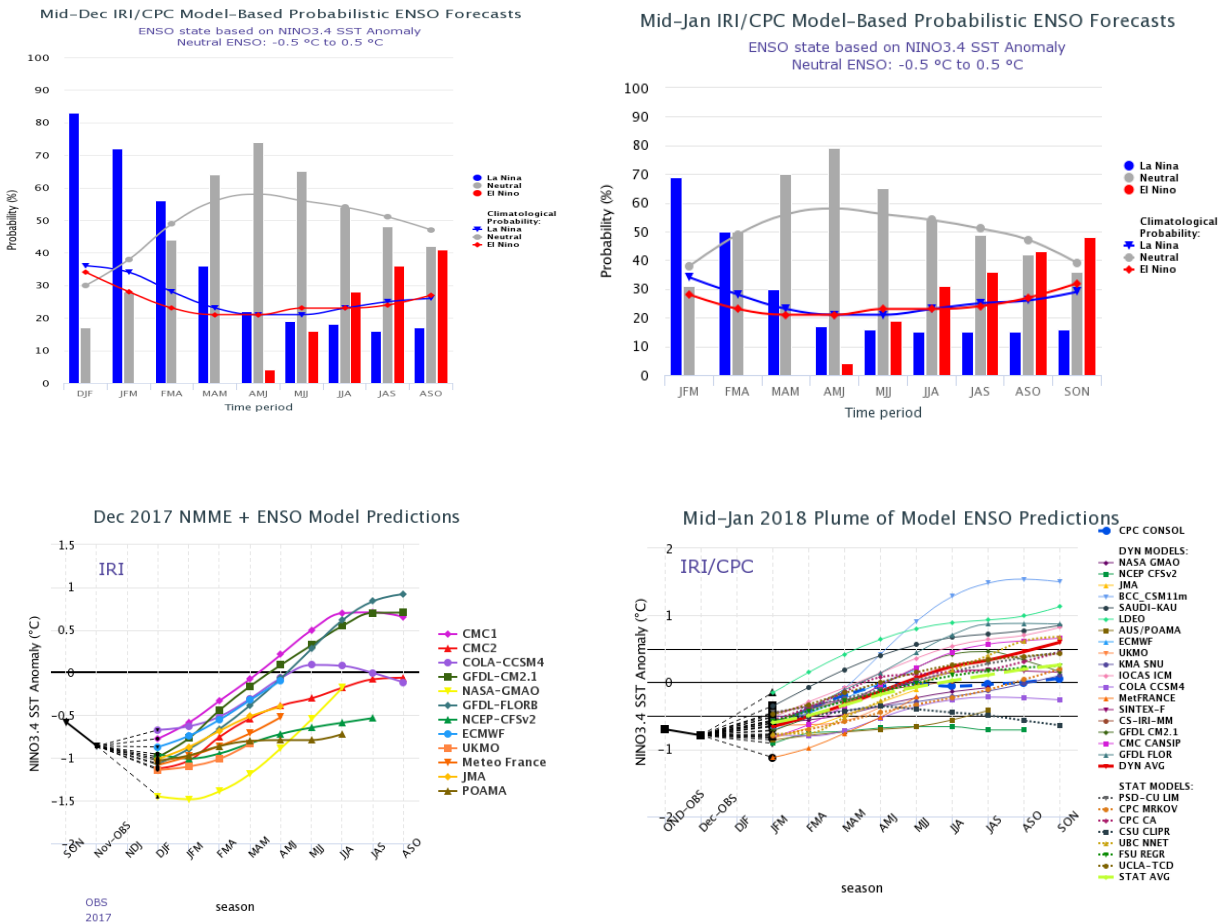 Mid-Dec IRI/CPC Model-Based Probabilistic ENSO Forecasts
ENSO state based on NINO3.4 SST Anomaly
Neutral ENSO: -0.5 °C to 0.5 °C
100
90
80
70
60
50
40
30
20
10
0
Probability (%)
DJF JFM FMA MAM AMJ MJJ JJA JAS ASO
Time period
La Nina
Neutral
El Nino
Climatological
Probability:
La Nina
Neutral
El Nino
Mid-Jan IRI/CPC Model-Based Probabilistic ENSO Forecasts
ENSO state based on NINO3.4 SST Anomaly
Neutral ENSO: -0.5 °C to 0.5 °C
100
90
80
70
60
50
40
30
20
10
0
Probability (%)
JFM FMA MAM AMJ MJJ JJA JAS ASO SON
Time period
La Nina
Neutral
El Nino
Climatological
Probability:
La Nina
Neutral
El Nino
Dec 2017 NMME + ENSO Model Predictions
IRI
1.5
1
0.5
0
-0.5
-1
-1.5
-2
NINO3.4 SST Anomaly (°C)
SON Nov-OBS NDJ DJF JFM FMA MAM AMJ MJJ JJA JAS ASO
OBS
2017
season
CMC1
CMC2
COLA-CCSM4
GFDL-CM2.1
NASA-GMAO
GFDL-FLORB
NCEP-CFSv2
ECMWF
UKMO
Meteo France
JMA
POAMA
Mid-Jan 2018 Plume of Model ENSO Predictions
IRI/CPC
2
1
0
-1
-2
NINO3.4 SST Anomaly (°C)
OND-OBS Dec-OBS DJF JFM FMA MAM AMJ MJJ JJA JAS ASO SON
season
CPC CONSOL
DYN MODELS:
NASA GMAO
NCEP CFSv2
JMA
BCC_CSM11m
SAUDI-KAU
LDEO
AUS/POAMA
ECMWF
UKMO
KMA SNU
IOCAS ICM
COLA CCSM4
MetFRANCE
SINTEX-F
CS-IRI-MM
GFDL CM2.1
CMC CANSIP
GFDL FLOR
DYN AVG
STAT MODELS:
PSD-CU LIM
CPC MRKOV
CPC CA
CSU CLIPR
UBC NNET
FSU REGR
UCLA-TCD
STAT AVG